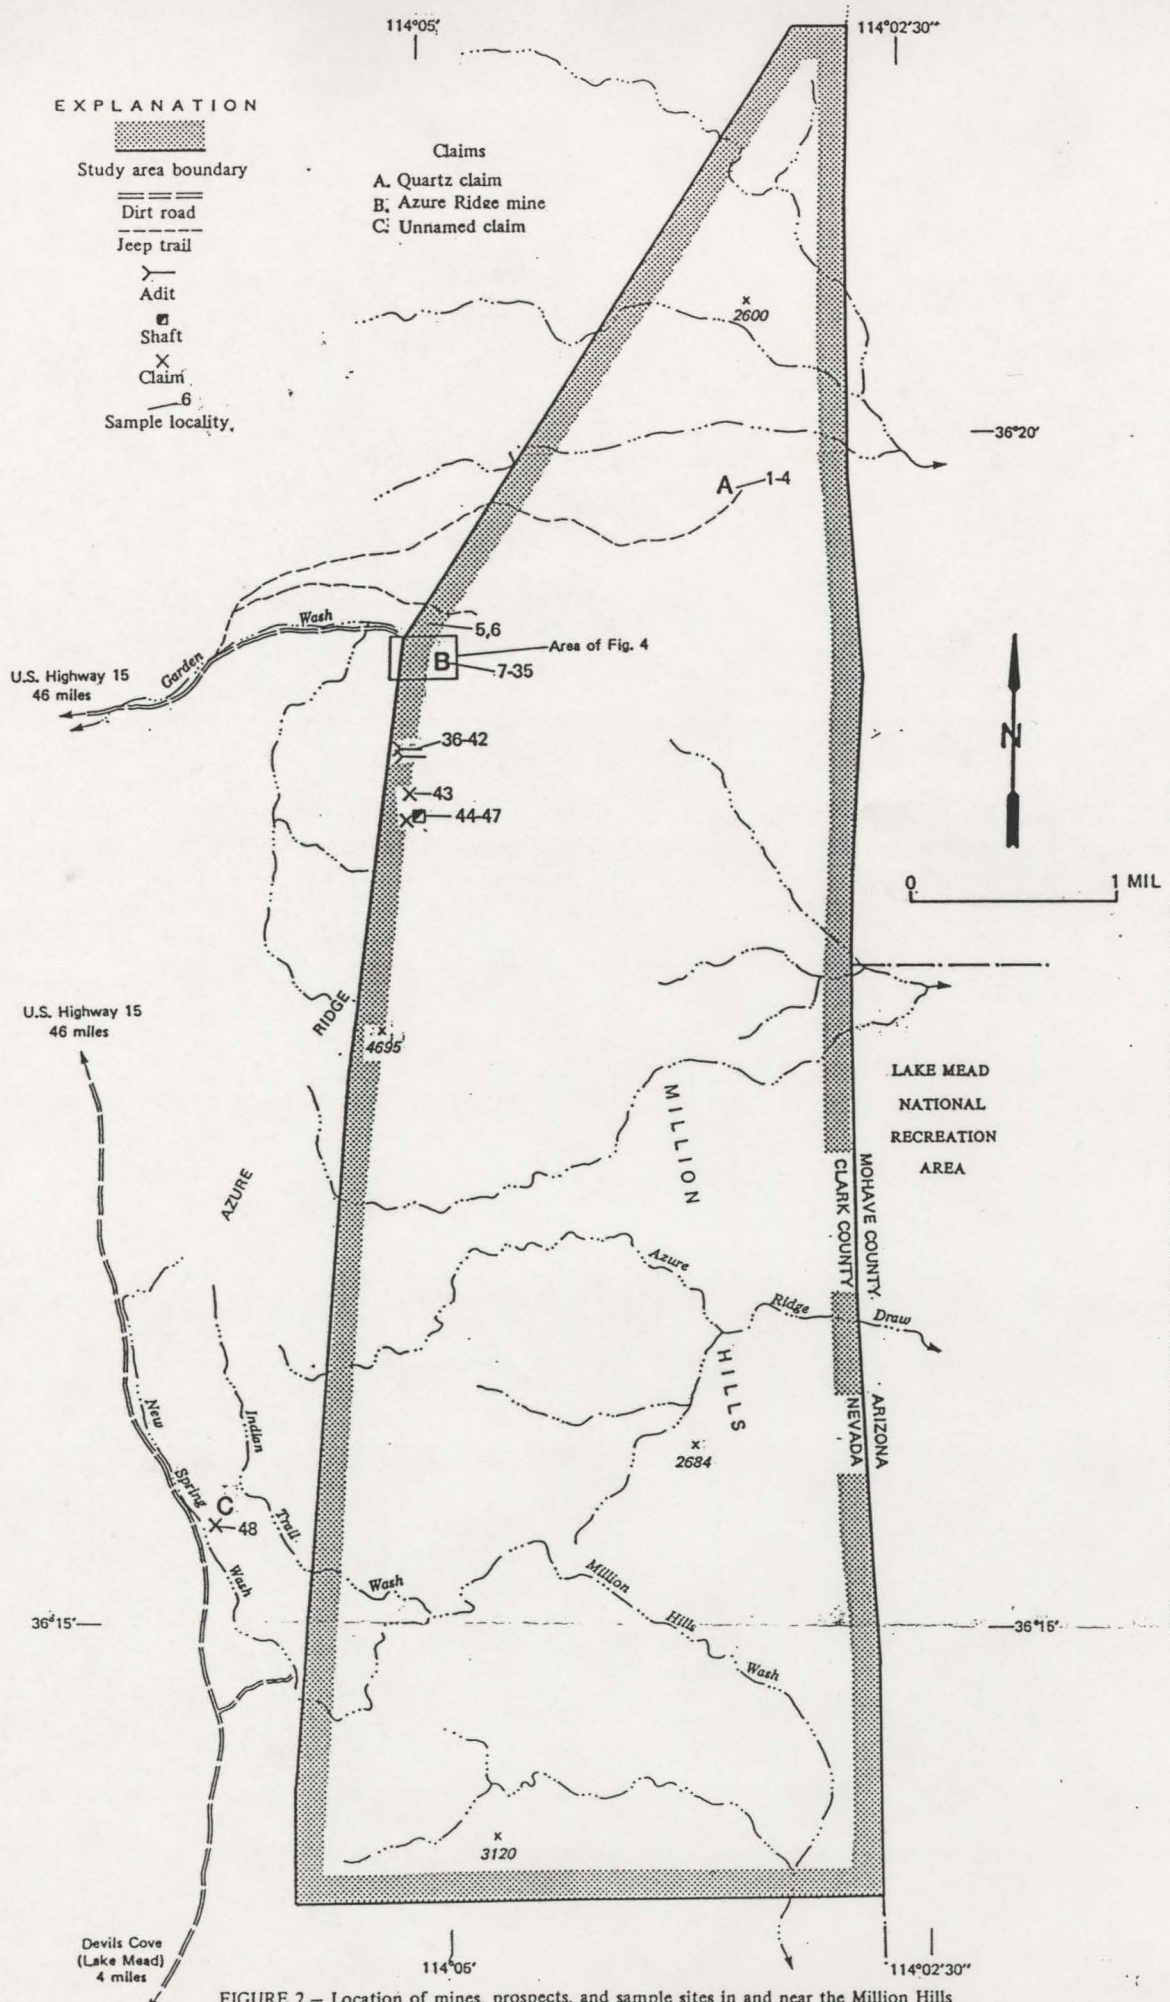 114°05'
114°02'30"
EXPLANATION
Study area boundary
Dirt road
Jeep trail
Adit
Shaft
Claim
6
Sample locality
Claims
A. Quartz claim
B. Azure Ridge mine
C. Unnamed claim
2600
36°20'
A
1-4
Garden
Wash
5,6
Area of Fig. 4
B
7-35
U.S. Highway 15
46 miles
36-42
43
44-47
N
0
1 MIL
RIDGE
4695
U.S. Highway 15
46 miles
LAKE MEAD
NATIONAL
RECREATION
AREA
MILLION
AZURE
CLARK COUNTY
MOHAVE COUNTY
Azure
Ridge
Draw
HILLS
NEVADA
ARIZONA
New
Spring
Wash
Indian
Trail
Wash
2684
C
48
Million
Hills
Wash
36°15'
36°15'
3120
Devils Cove
(Lake Mead)
4 miles
114°05'
114°02'30"
FIGURE 2 – Location of mines, prospects, and sample sites in and near the Million Hills